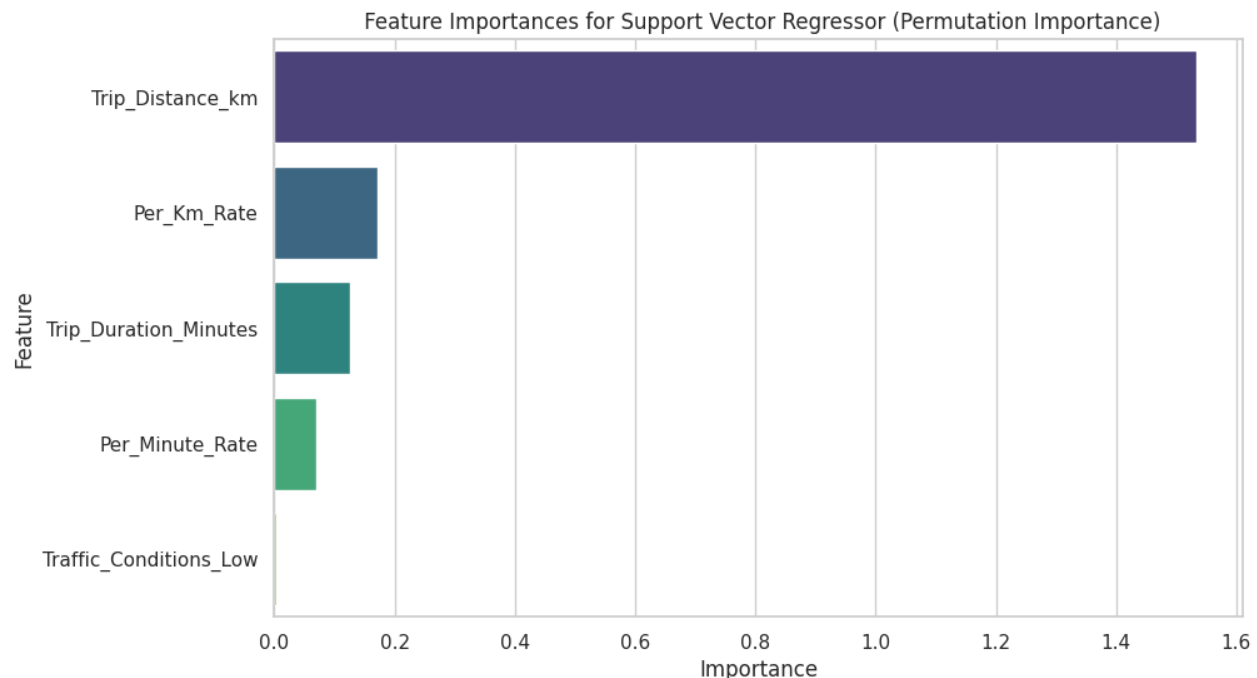 Feature Importances for Support Vector Regressor (Permutation Importance)
Trip_Distance_km
Per_Km_Rate
Trip_Duration_Minutes
Per_Minute_Rate
Traffic_Conditions_Low
Feature
0.0 0.2 0.4 0.6 0.8 1.0 1.2 1.4 1.6
Importance